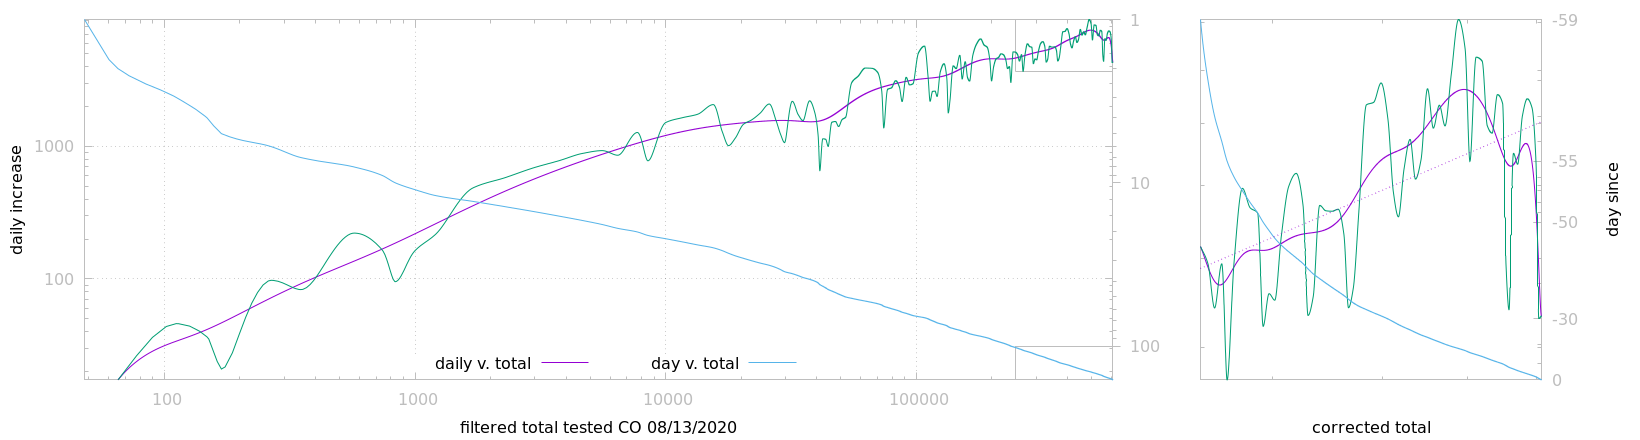 1
-59
daily increase
1000
10
-55
-50
day since
100
-30
daily v. total
day v. total
100
0
100
1000
10000
100000
filtered total tested CO 08/13/2020
corrected total